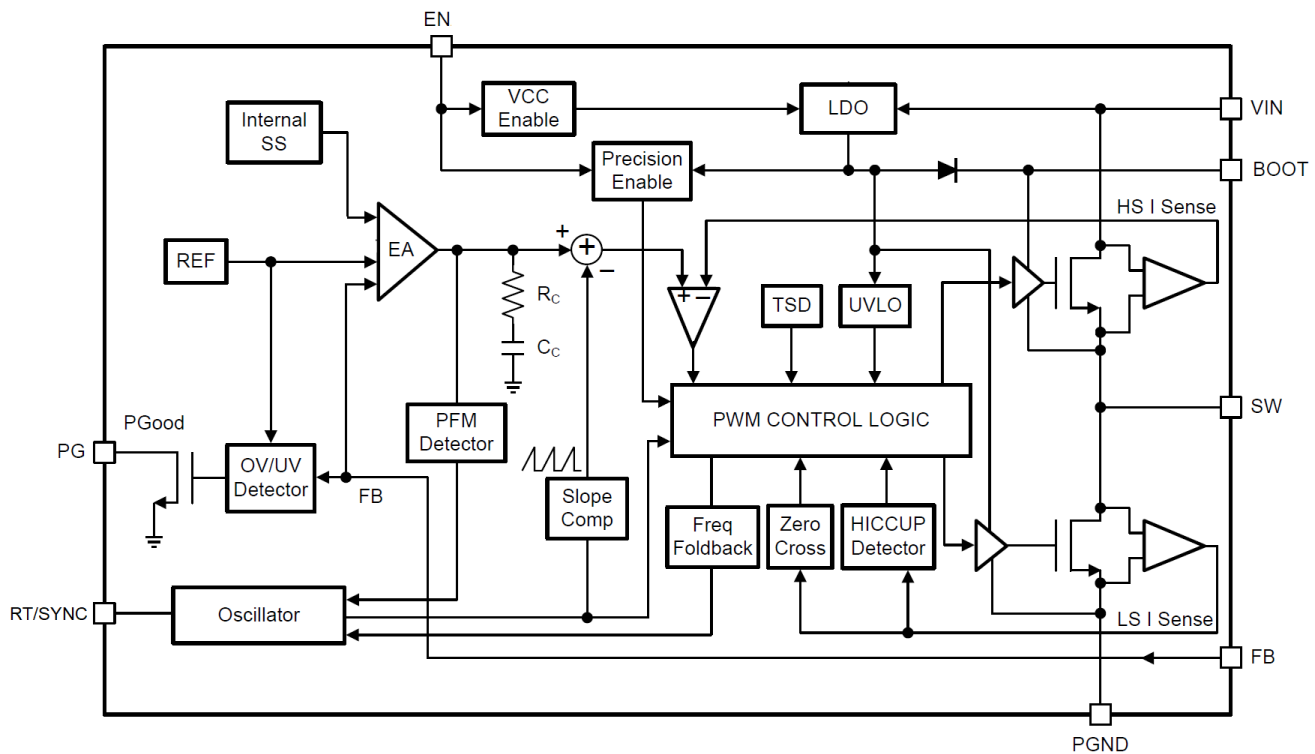 EN
VCC
Enable
LDO
VIN
Internal
SS
Precision
Enable
BOOT
HS I Sense
EA
+
+
−
REF
+ −
RC
TSD
UVLO
CC
PWM CONTROL LOGIC
SW
PGood
PG
PFM
Detector
OV/UV
Detector
FB
Slope
Comp
Freq
Foldback
Zero
Cross
HICCUP
Detector
RT/SYNC
Oscillator
LS I Sense
FB
PGND